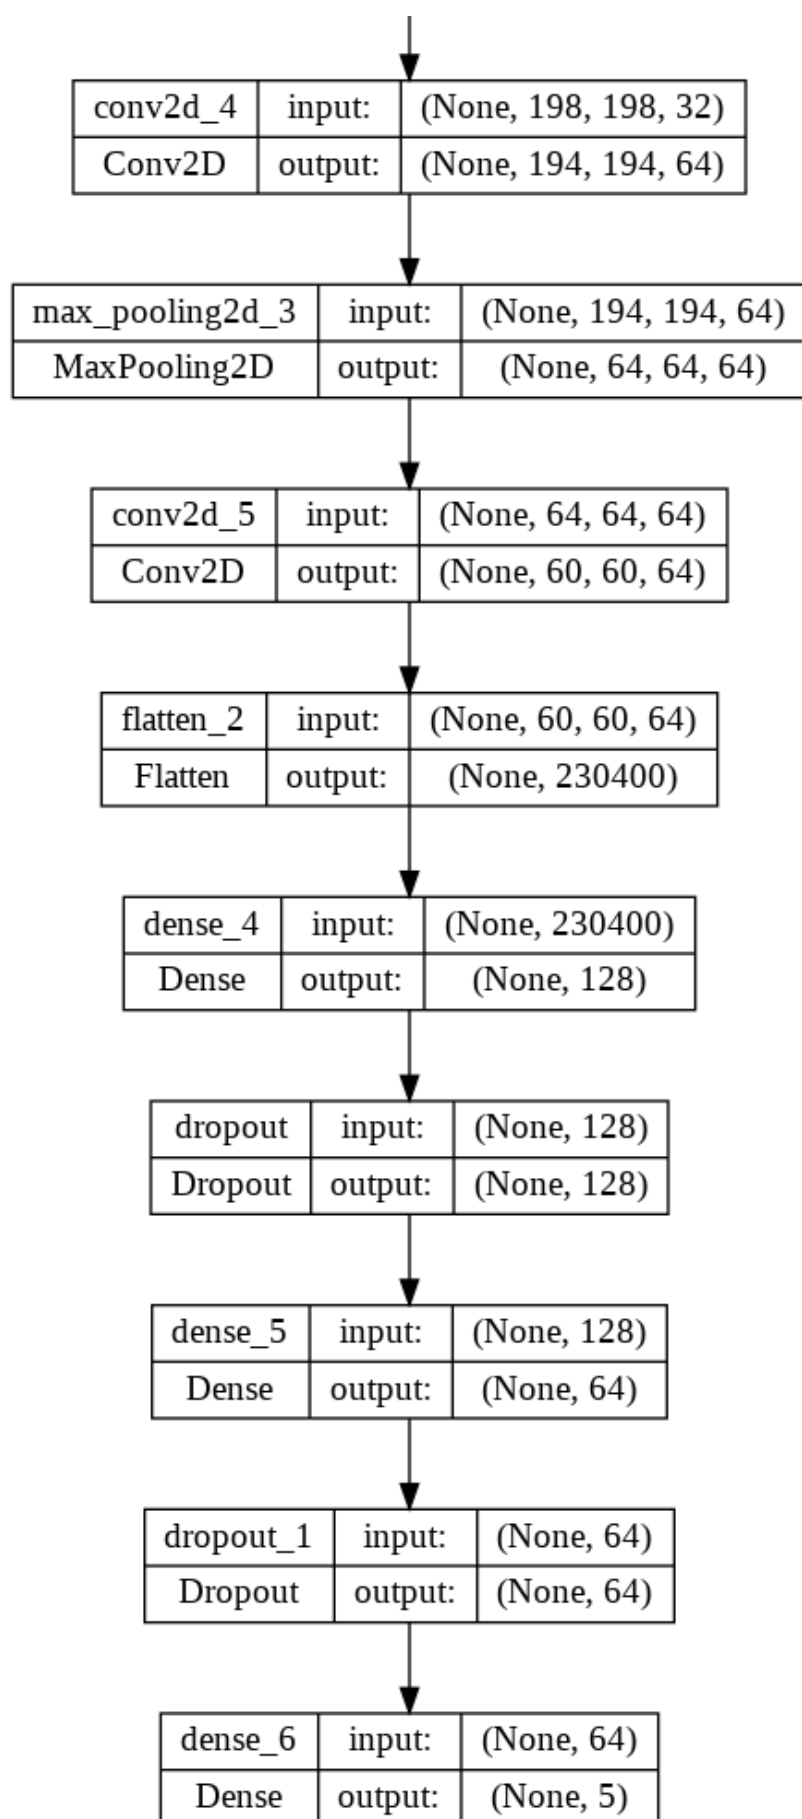 conv2d_4 input: (None, 198, 198, 32)
Conv2D output: (None, 194, 194, 64)
max_pooling2d_3 input: (None, 194, 194, 64)
MaxPooling2D output: (None, 64, 64, 64)
conv2d_5 input: (None, 64, 64, 64)
Conv2D output: (None, 60, 60, 64)
flatten_2 input: (None, 60, 60, 64)
Flatten output: (None, 230400)
dense_4 input: (None, 230400)
Dense output: (None, 128)
dropout input: (None, 128)
Dropout output: (None, 128)
dense_5 input: (None, 128)
Dense output: (None, 64)
dropout_1 input: (None, 64)
Dropout output: (None, 64)
dense_6 input: (None, 64)
Dense output: (None, 5)